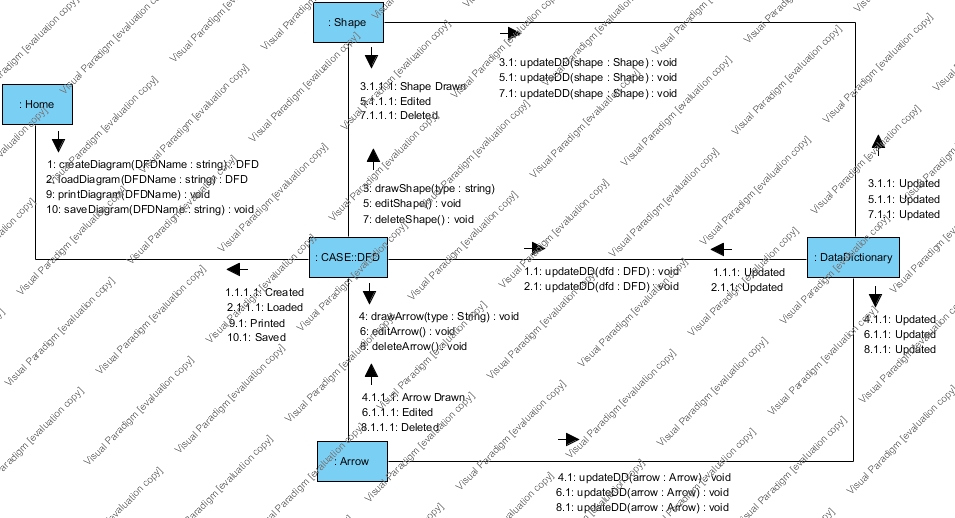 : Shape
3.1: updateDD(shape : Shape) : void
5.1: updateDD(shape : Shape) : void
7.1: updateDD(shape : Shape) : void
3.1.1.1: Shape Drawn
5.1.1.1: Edited
7.1.1.1: Deleted
: Home
1: createDiagram(DFDName : string) : DFD
2: loadDiagram(DFDName : string) : DFD
9: printDiagram(DFDName) : void
10: saveDiagram(DFDName : string) : void
3: drawShape(type : string)
5: editShape() : void
7: deleteShape() : void
3.1.1: Updated
5.1.1: Updated
7.1.1: Updated
: CASE::DFD
: DataDictionary
1.1: updateDD(dfd : DFD) : void
2.1: updateDD(dfd : DFD) : void
1.1.1: Updated
2.1.1: Updated
1.1.1.1: Created
2.1.1.1: Loaded
9.1: Printed
10.1: Saved
4: drawArrow(type : String) : void
6: editArrow() : void
8: deleteArrow() : void
4.1.1: Updated
6.1.1: Updated
8.1.1: Updated
4.1.1.1: Arrow Drawn
6.1.1.1: Edited
8.1.1.1: Deleted
: Arrow
4.1: updateDD(arrow : Arrow) : void
6.1: updateDD(arrow : Arrow) : void
8.1: updateDD(arrow : Arrow) : void
Visual Paradigm [evaluation copy]